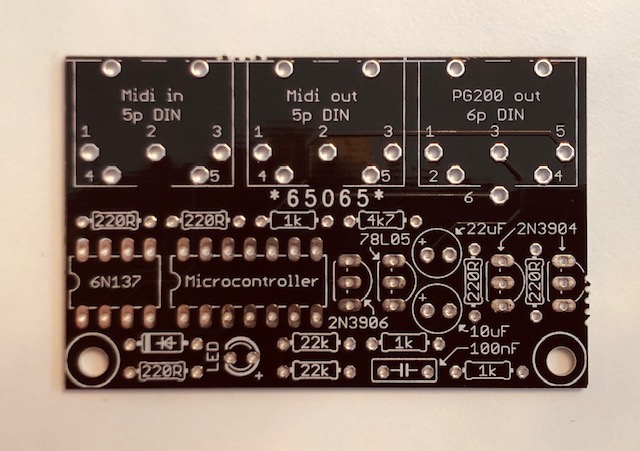 Midi in
5p DIN
Midi out
5p DIN
PG200 out
6p DIN
1 2 3
1 2 3
1 3 5
4 5
4 5
2 4
6
*65065*
220R 220R 1k 4k7
22uF 2N3904
78L05
6N137
Microcontroller
220R 220R
2N3906
10uF
LED
22k 1k
100nF
220R +
22k 1k
+
+